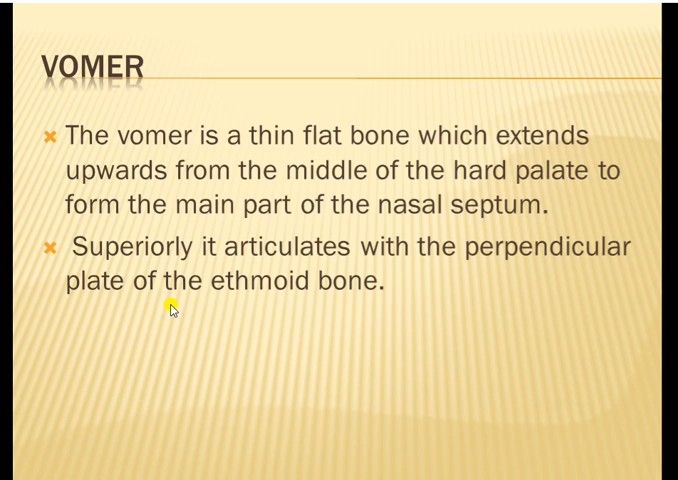 VOMER
The vomer is a thin flat bone which extends
upwards from the middle of the hard palate to
form the main part of the nasal septum.
Superiorly it articulates with the perpendicular
plate of the ethmoid bone.